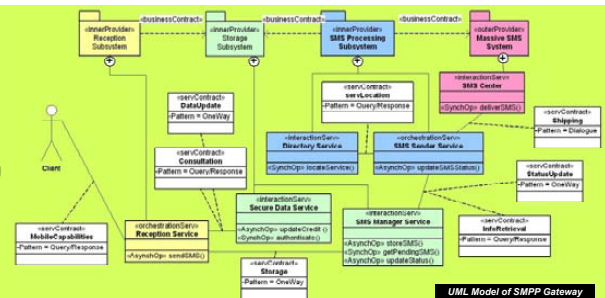 «innerProvider»
Reception
Subsystem
«businessContract»
«innerProvider»
Storage
Subsystem
«businessContract»
«innerProvider»
SMS Processing
Subsystem
«businessContract»
«outerProvider»
Massive SMS
System
«interactionServ»
SMS Center
«SynchOp» deliverSMS()
«servContract»
servLocation
-Pattern = Query/Response
«servContract»
DataUpdate
-Pattern = OneWay
«servContract»
Shipping
-Pattern = Dialogue
«interactionServ»
Directory Service
«SynchOp» locateService()
«orchestrationServ»
SMS Sender Service
«AsynchOp» updateSMSStatus()
«servContract»
Consultation
-Pattern = Query/Response
«servContract»
StatusUpdate
-Pattern = OneWay
Client
«servContract»
MobileCapabilities
-Pattern = Query/Response
«orchestrationServ»
Reception Service
«AsynchOp» sendSMS()
«interactionServ»
Secure Data Service
«AsynchOp» updateCredit ()
«Synchop» authenticate()
«interactionServ»
SMS Manager Service
«AsynchOp» storeSMS()
«SynchOp» getPendingSMS()
«AsynchOp» updateStatus()
«servContract»
InfoRetrieval
-Pattern = Query/Response
«servContract»
Storage
-Pattern = OneWay
UML Model of SMPP Gateway